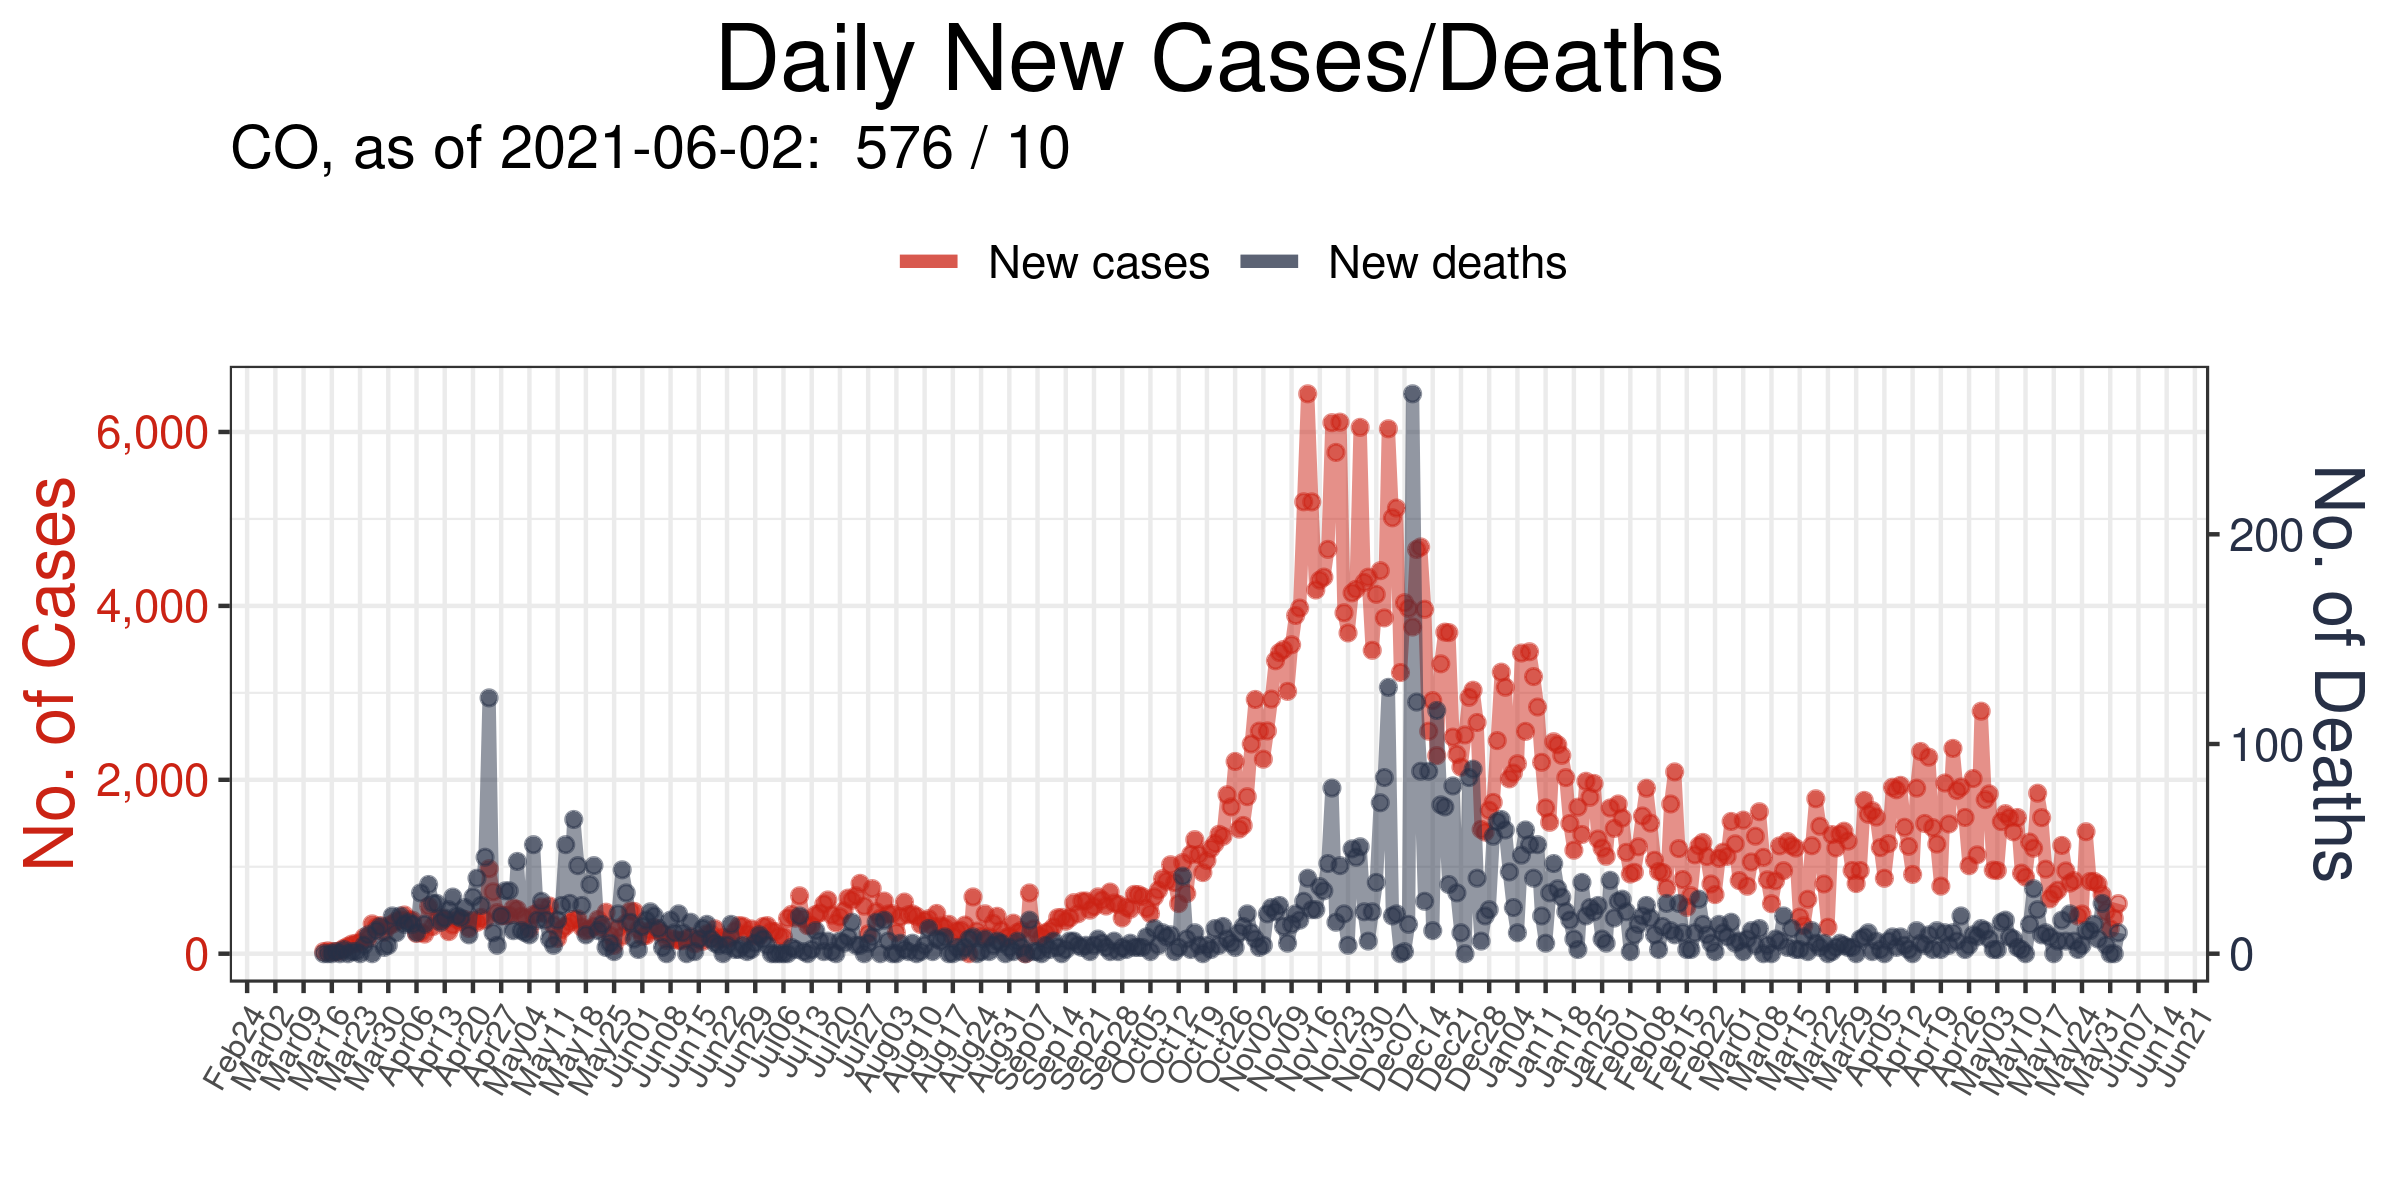 Daily New Cases/Deaths
CO, as of 2021-06-02:  576 / 10
New cases New deaths
No. of Cases
6,000
4,000
2,000
0
No. of Deaths
200
100
0
Feb24 Mar02 Mar09 Mar16 Mar23 Mar30 Apr06 Apr13 Apr20 Apr27 May04 May11 May18 May25 Jun01 Jun08 Jun15 Jun22 Jun29 Jul06 Jul13 Jul20 Jul27 Aug03 Aug10 Aug17 Aug24 Aug31 Sep07 Sep14 Sep21 Sep28 Oct05 Oct12 Oct19 Oct26 Nov02 Nov09 Nov16 Nov23 Nov30 Dec07 Dec14 Dec21 Dec28 Jan04 Jan11 Jan18 Jan25 Feb01 Feb08 Feb15 Feb22 Mar01 Mar08 Mar15 Mar22 Mar29 Apr05 Apr12 Apr19 Apr26 May03 May10 May17 May24 May31 Jun07 Jun14 Jun21